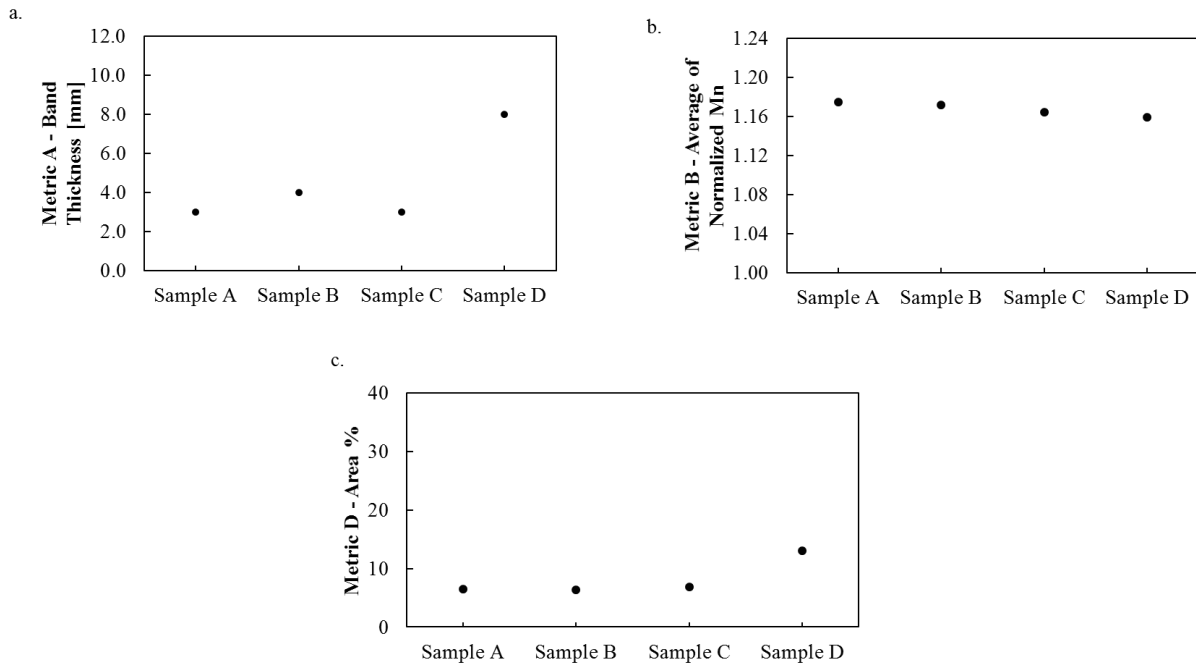 a.
Metric A - Band
Thickness [mm]
12.0
10.0
8.0
6.0
4.0
2.0
0.0
Sample A Sample B Sample C Sample D
b.
Metric B - Average of
Normalized Mn
1.24
1.20
1.16
1.12
1.08
1.04
1.00
Sample A Sample B Sample C Sample D
c.
Metric D - Area %
40
30
20
10
0
Sample A Sample B Sample C Sample D